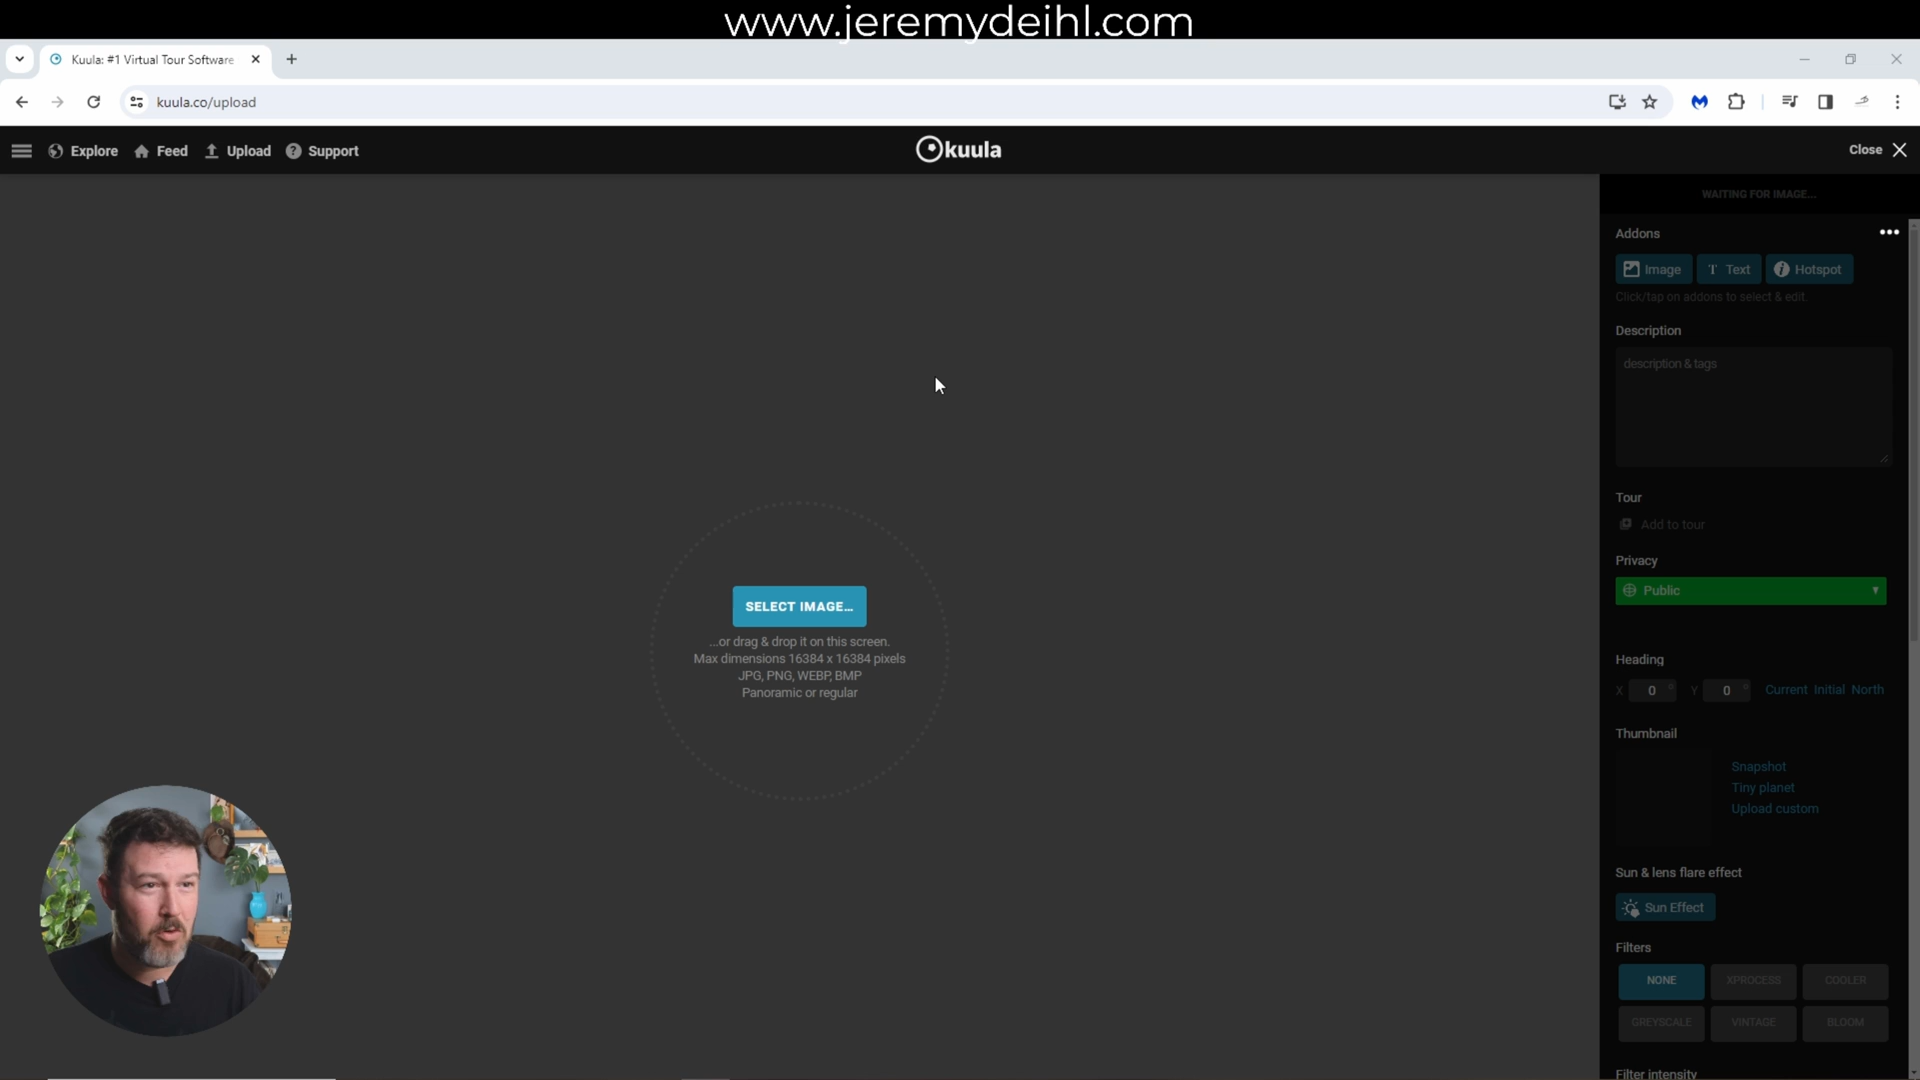 www.jeremydeihl.com
Kuula: #1 Virtual Tour Software
kuula.co/upload
Explore Feed Upload Support
kuula
Close
WAITING FOR IMAGE...
Addons
Image Text Hotspot
Click/tap on addons to select & edit.
Description
description & tags
Tour
Add to tour
Privacy
Public
SELECT IMAGE...
...or drag & drop it on this screen.
Max dimensions 16384 x 16384 pixels
JPG, PNG, WEBP, BMP
Panoramic or regular
Heading
X 0 ° Y 0 ° Current Initial North
Thumbnail
Snapshot
Tiny planet
Upload custom
Sun & lens flare effect
Sun Effect
Filters
NONE XPROCESS COOLER
GREYSCALE VINTAGE BLOOM
Filter intensity